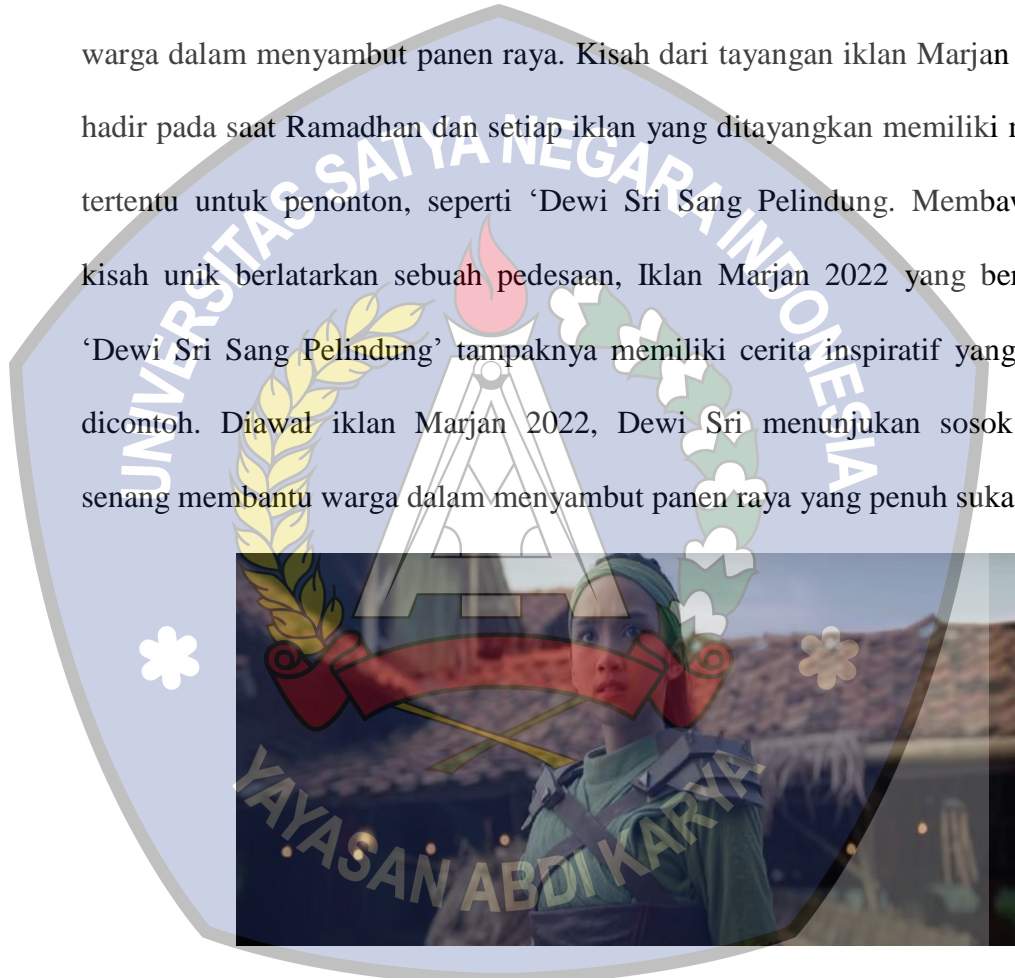 warga dalam menyambut panen raya. Kisah dari tayangan iklan Marjan
hadir pada saat Ramadhan dan setiap iklan yang ditayangkan memiliki
tertentu untuk penonton, seperti ‘Dewi Sri Sang Pelindung.
kisah unik berlatarkan sebuah pedesaan, Iklan Marjan 2022 yang
‘Dewi Sri Sang Pelindung’ tampaknya memiliki cerita inspiratif yang
dicontoh. Diawal iklan Marjan 2022, Dewi Sri menunjukan sosok
senang membantu warga dalam menyambut panen raya yang penuh suka
UNIVERSITAS SATYA NEGARA INDONESIA
YAYASAN ABDI KARYA